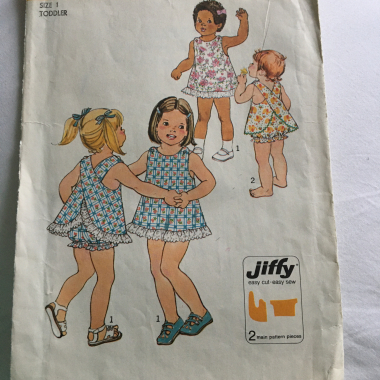 SIZE 1
TODDLER
1
2
1
1
jiffy
easy cut·easy sew
2 main pattern pieces